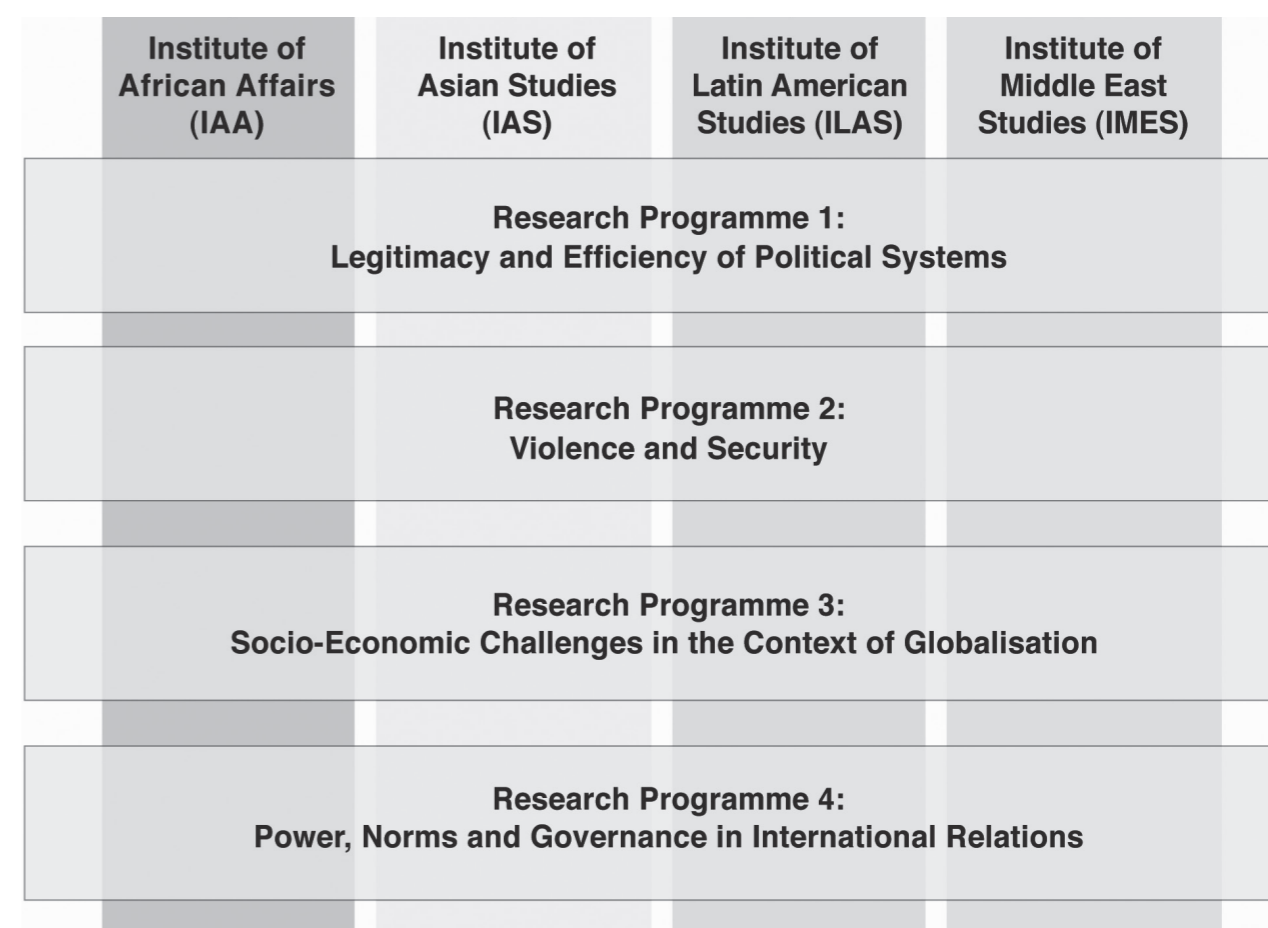 Institute of
African Affairs
(IAA)
Institute of
Asian Studies
(IAS)
Institute of
Latin American
Studies (ILAS)
Institute of
Middle East
Studies (IMES)
Research Programme 1:
Legitimacy and Efficiency of Political Systems
Research Programme 2:
Violence and Security
Research Programme 3:
Socio-Economic Challenges in the Context of Globalisation
Research Programme 4:
Power, Norms and Governance in International Relations